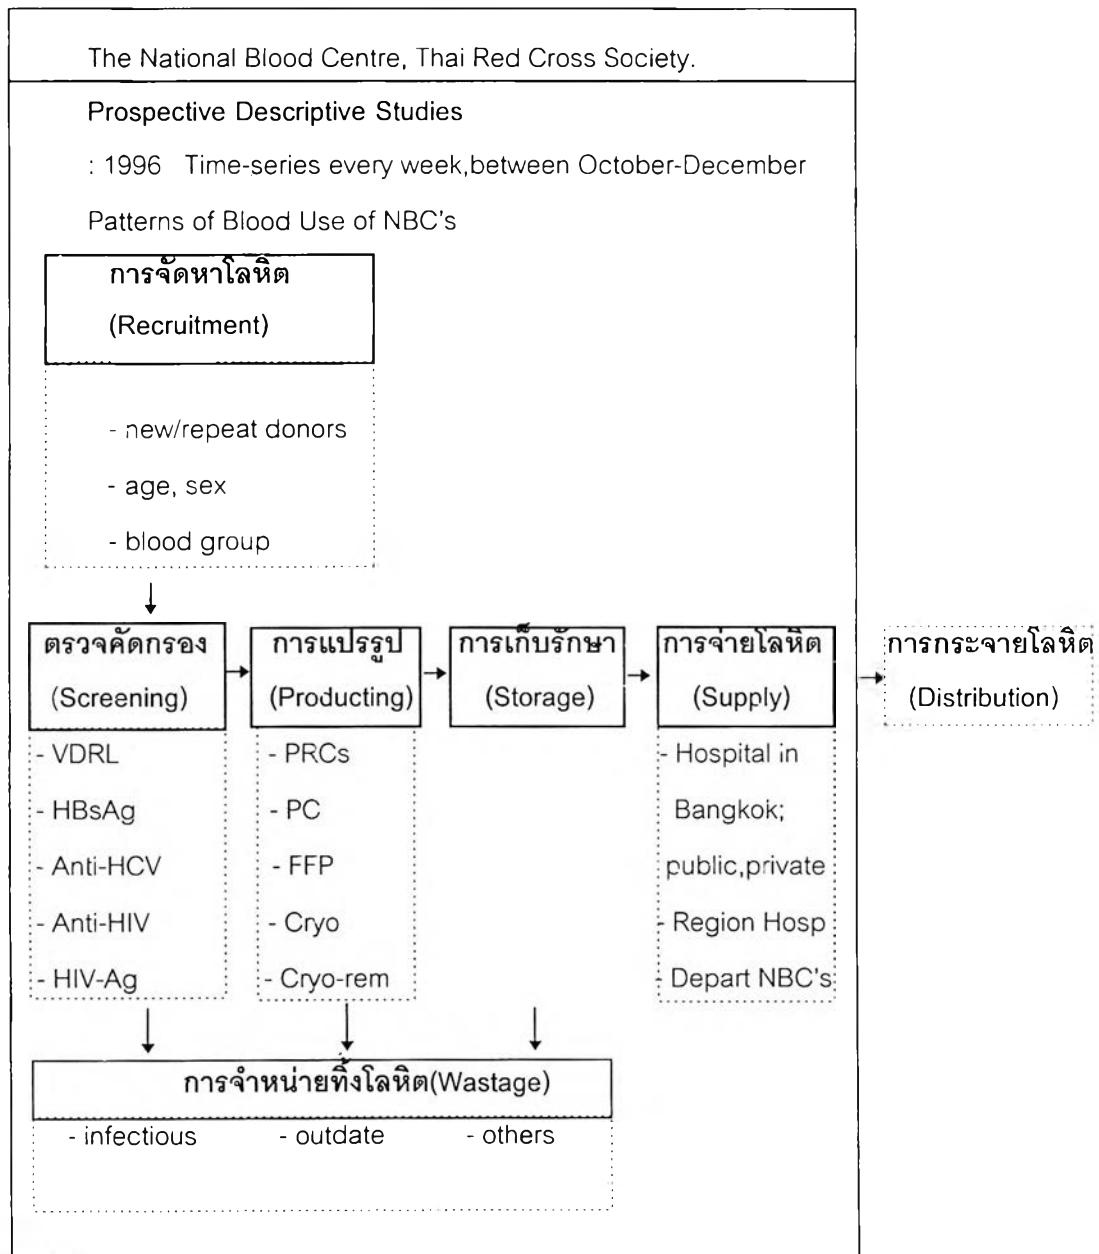 The National Blood Centre, Thai Red Cross Society.
Prospective Descriptive Studies
: 1996 Time-series every week,between October-December
Patterns of Blood Use of NBC's
การจัดหาโลหิต
(Recruitment)
- new/repeat donors
- age, sex
- blood group
ตรวจคัดกรอง
(Screening)
- VDRL
- HBsAg
- Anti-HCV
- Anti-HIV
- HIV-Ag
การแปรรูป
(Producting)
- PRCs
- PC
- FFP
- Cryo
- Cryo-rem
การเก็บรักษา
(Storage)
การจ่ายโลหิต
(Supply)
- Hospital in
Bangkok;
public,private
- Region Hosp
- Depart NBC's
การกระจายโลหิต
(Distribution)
การจำหน่ายทิ้งโลหิต(Wastage)
- infectious - outdate - others